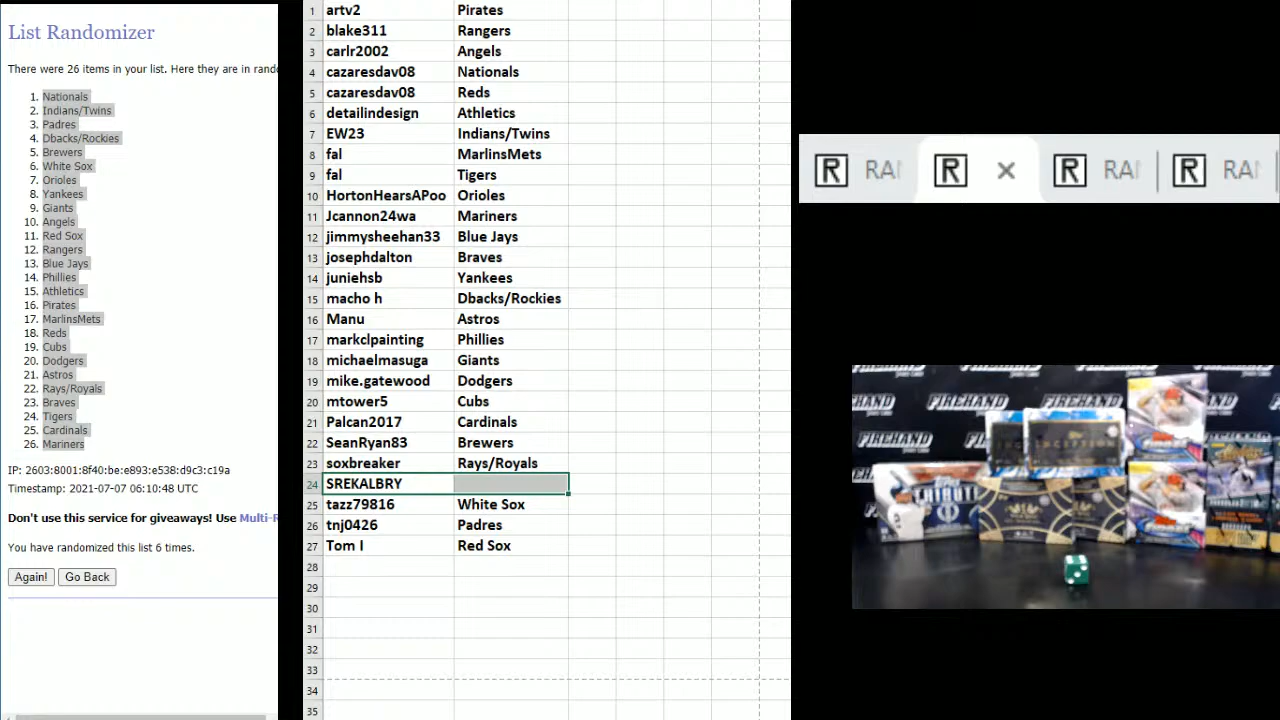 List Randomizer
There were 26 items in your list. Here they are in rand
1. Nationals
2. Indians/Twins
3. Padres
4. Dbacks/Rockies
5. Brewers
6. White Sox
7. Orioles
8. Yankees
9. Giants
10. Angels
11. Red Sox
12. Rangers
13. Blue Jays
14. Phillies
15. Athletics
16. Pirates
17. MarlinsMets
18. Reds
19. Cubs
20. Dodgers
21. Astros
22. Rays/Royals
23. Braves
24. Tigers
25. Cardinals
26. Mariners
IP: 2603:8001:8f40:be:e893:e538:d9c3:c19a
Timestamp: 2021-07-07 06:10:48 UTC
Don't use this service for giveaways! Use Multi-R
You have randomized this list 6 times.
Again! Go Back
1 artv2 Pirates
2 blake311 Rangers
3 carlr2002 Angels
4 cazaresdav08 Nationals
5 cazaresdav08 Reds
6 detailindesign Athletics
7 EW23 Indians/Twins
8 fal MarlinsMets
9 fal Tigers
10 HortonHearsAPoo Orioles
11 Jcannon24wa Mariners
12 jimmysheehan33 Blue Jays
13 josephdalton Braves
14 juniehsb Yankees
15 macho h Dbacks/Rockies
16 Manu Astros
17 markclpainting Phillies
18 michaelmasuga Giants
19 mike.gatewood Dodgers
20 mtower5 Cubs
21 Palcan2017 Cardinals
22 SeanRyan83 Brewers
23 soxbreaker Rays/Royals
24 SREKALBRY
25 tazz79816 White Sox
26 tnj0426 Padres
27 Tom I Red Sox
28
29
30
31
32
33
34
35
R RAN R × R RAN R RAN
FIREHAND
FIREHAND
FIREHAND
FIREHAND
INCEPTION
TRIBUTE